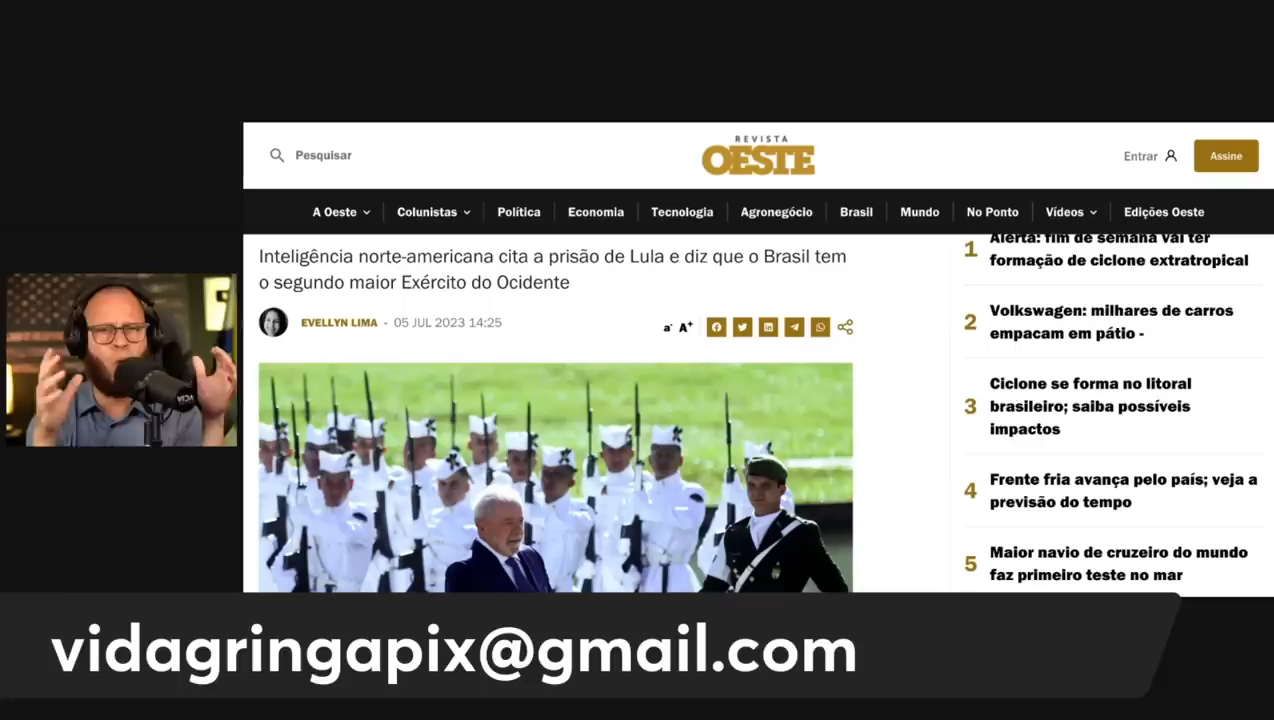 REVISTA
OESTE
Pesquisar
Entrar
Assine
A Oeste
Colunistas
Política
Economia
Tecnologia
Agronegócio
Brasil
Mundo
No Ponto
Vídeos
Edições Oeste
Inteligência norte-americana cita a prisão de Lula e diz que o Brasil tem
o segundo maior Exército do Ocidente
EVELLYN LIMA - 05 JUL 2023 14:25
a- A+
1 Alerta: fim de semana vai ter
formação de ciclone extratropical
2 Volkswagen: milhares de carros
empacam em pátio -
3 Ciclone se forma no litoral
brasileiro; saiba possíveis
impactos
4 Frente fria avança pelo país; veja a
previsão do tempo
5 Maior navio de cruzeiro do mundo
faz primeiro teste no mar
vidagringapix@gmail.com